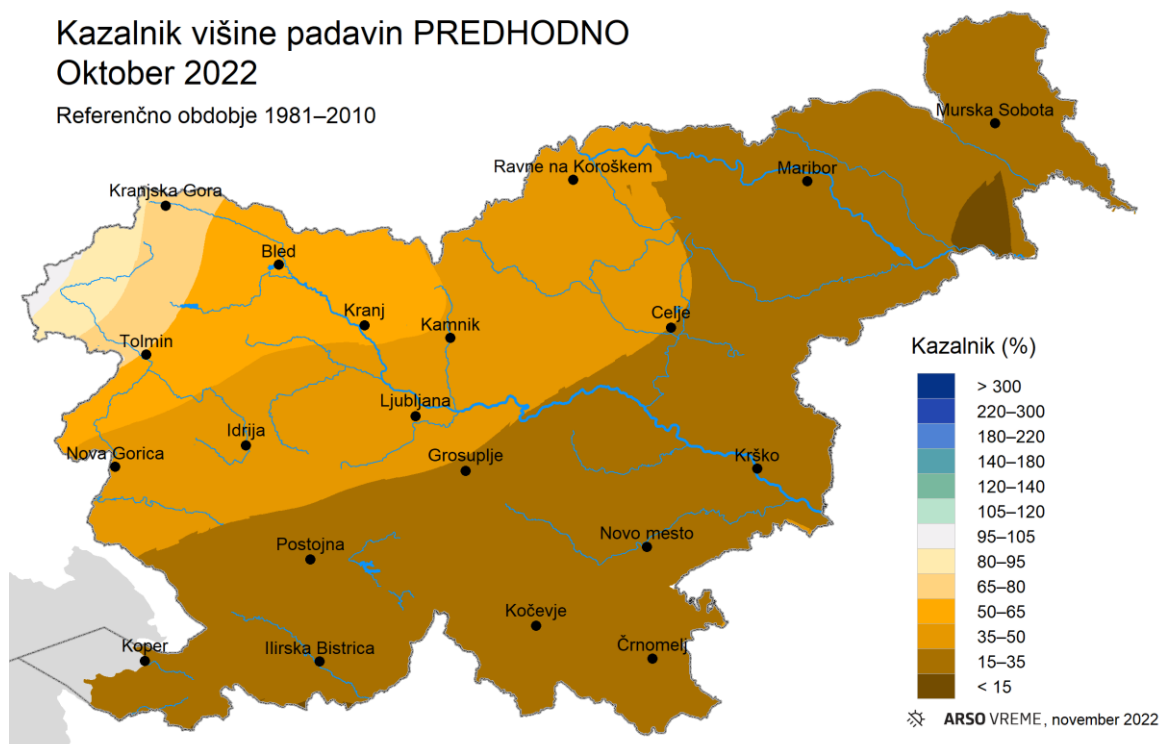 Kazalnik višine padavin PREDHODNO
Oktober 2022
Referenčno obdobje 1981–2010
Murska Sobota
Ravne na Koroškem
Maribor
Kranjska Gora
Bled
Kranj
Kamnik
Celje
Tolmin
Ljubljana
Idrija
Nova Gorica
Grosuplje
Krško
Postojna
Novo mesto
Kočevje
Koper
Ilirska Bistrica
Črnomelj
Kazalnik (%)
> 300
220–300
180–220
140–180
120–140
105–120
95–105
80–95
65–80
50–65
35–50
15–35
< 15
ARSO VREME, november 2022